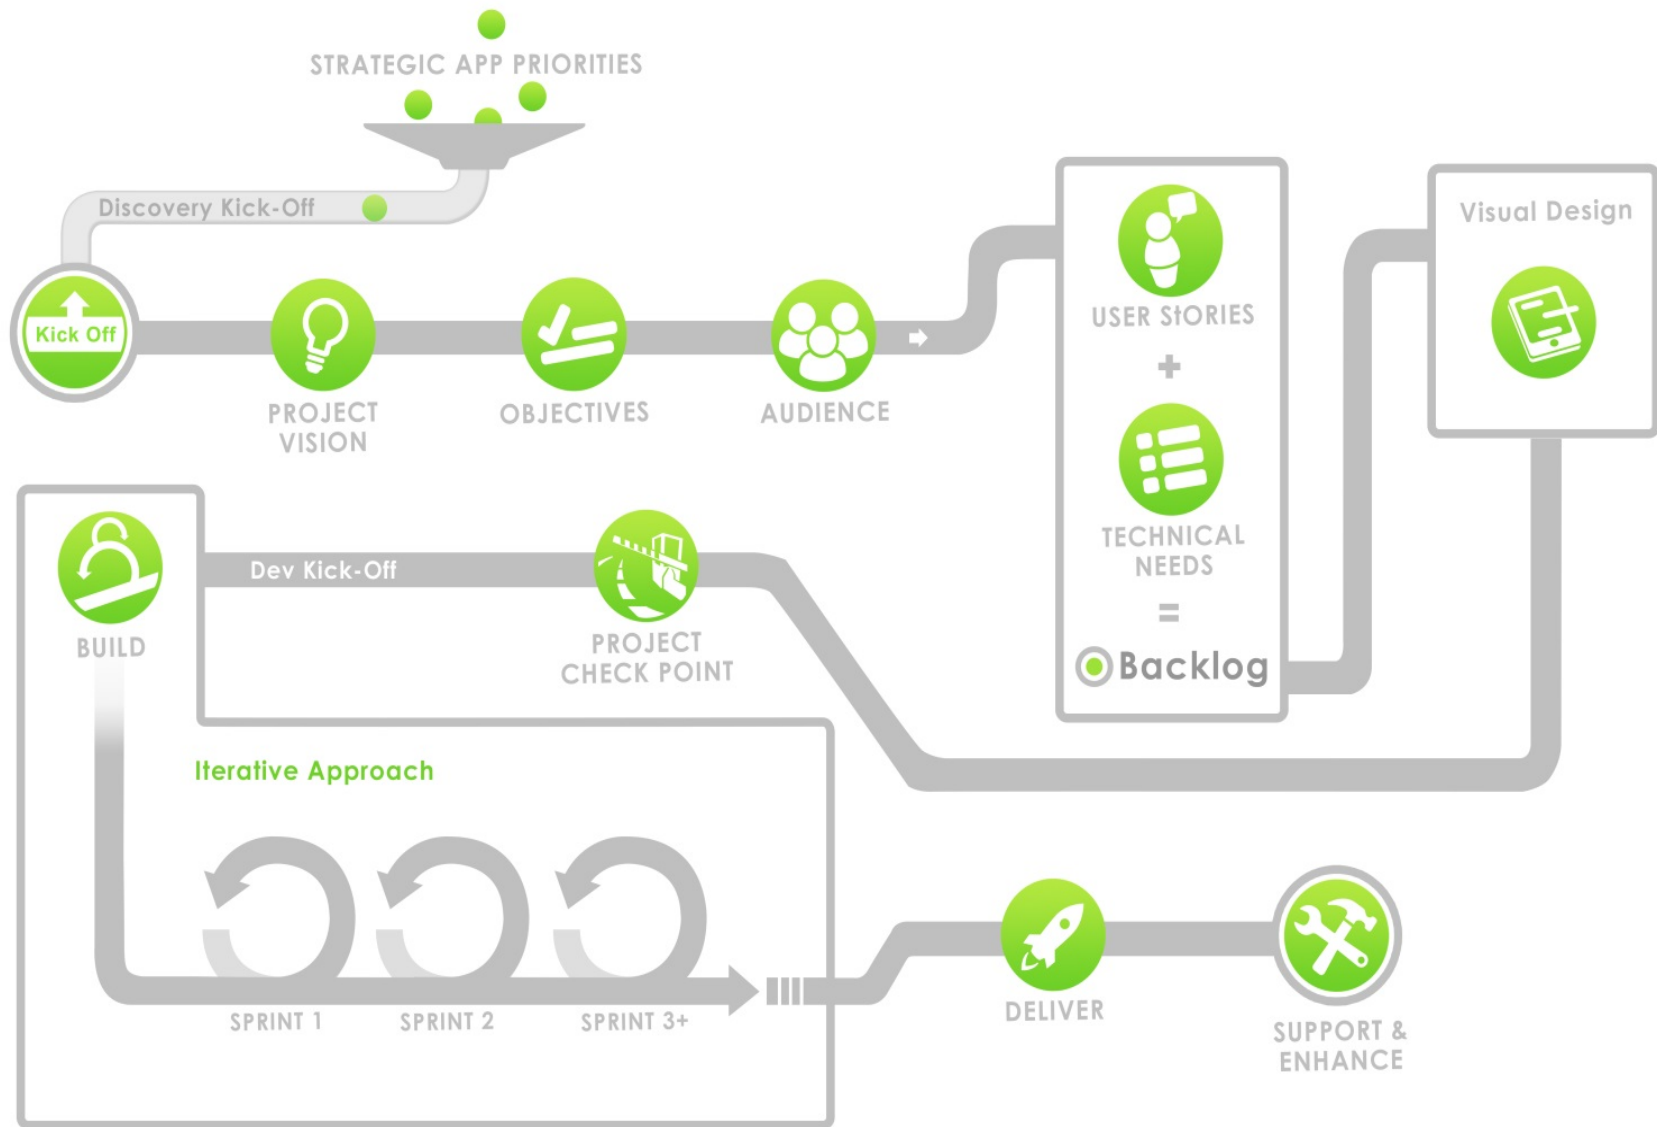 STRATEGIC APP PRIORITIES
Discovery Kick-Off
Kick Off
PROJECT
VISION
OBJECTIVES
AUDIENCE
USER StORIES
+
TECHNICAL
NEEDS
=
Backlog
Visual Design
PROJECT
CHECK POINT
Dev Kick-Off
BUILD
Iterative Approach
SPRINT 1
SPRINT 2
SPRINT 3+
DELIVER
SUPPORT &
ENHANCE